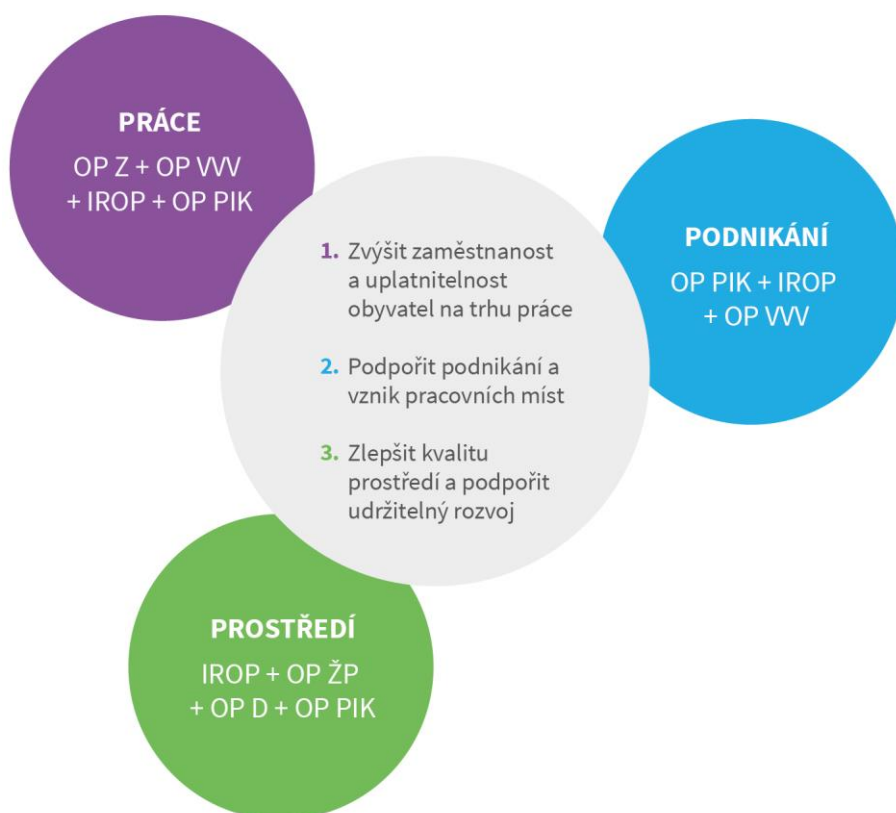 PRÁCE
OP Z + OP VVV
+ IROP + OP PIK
PODNIKÁNÍ
OP PIK + IROP
+ OP VVV
1. Zvýšit zaměstnanost
a uplatnitelnost
obyvatel na trhu práce
2. Podpořit podnikání a
vznik pracovních míst
3. Zlepšit kvalitu
prostředí a podpořit
udržitelný rozvoj
PROSTŘEDÍ
IROP + OP ŽP
+ OP D + OP PIK